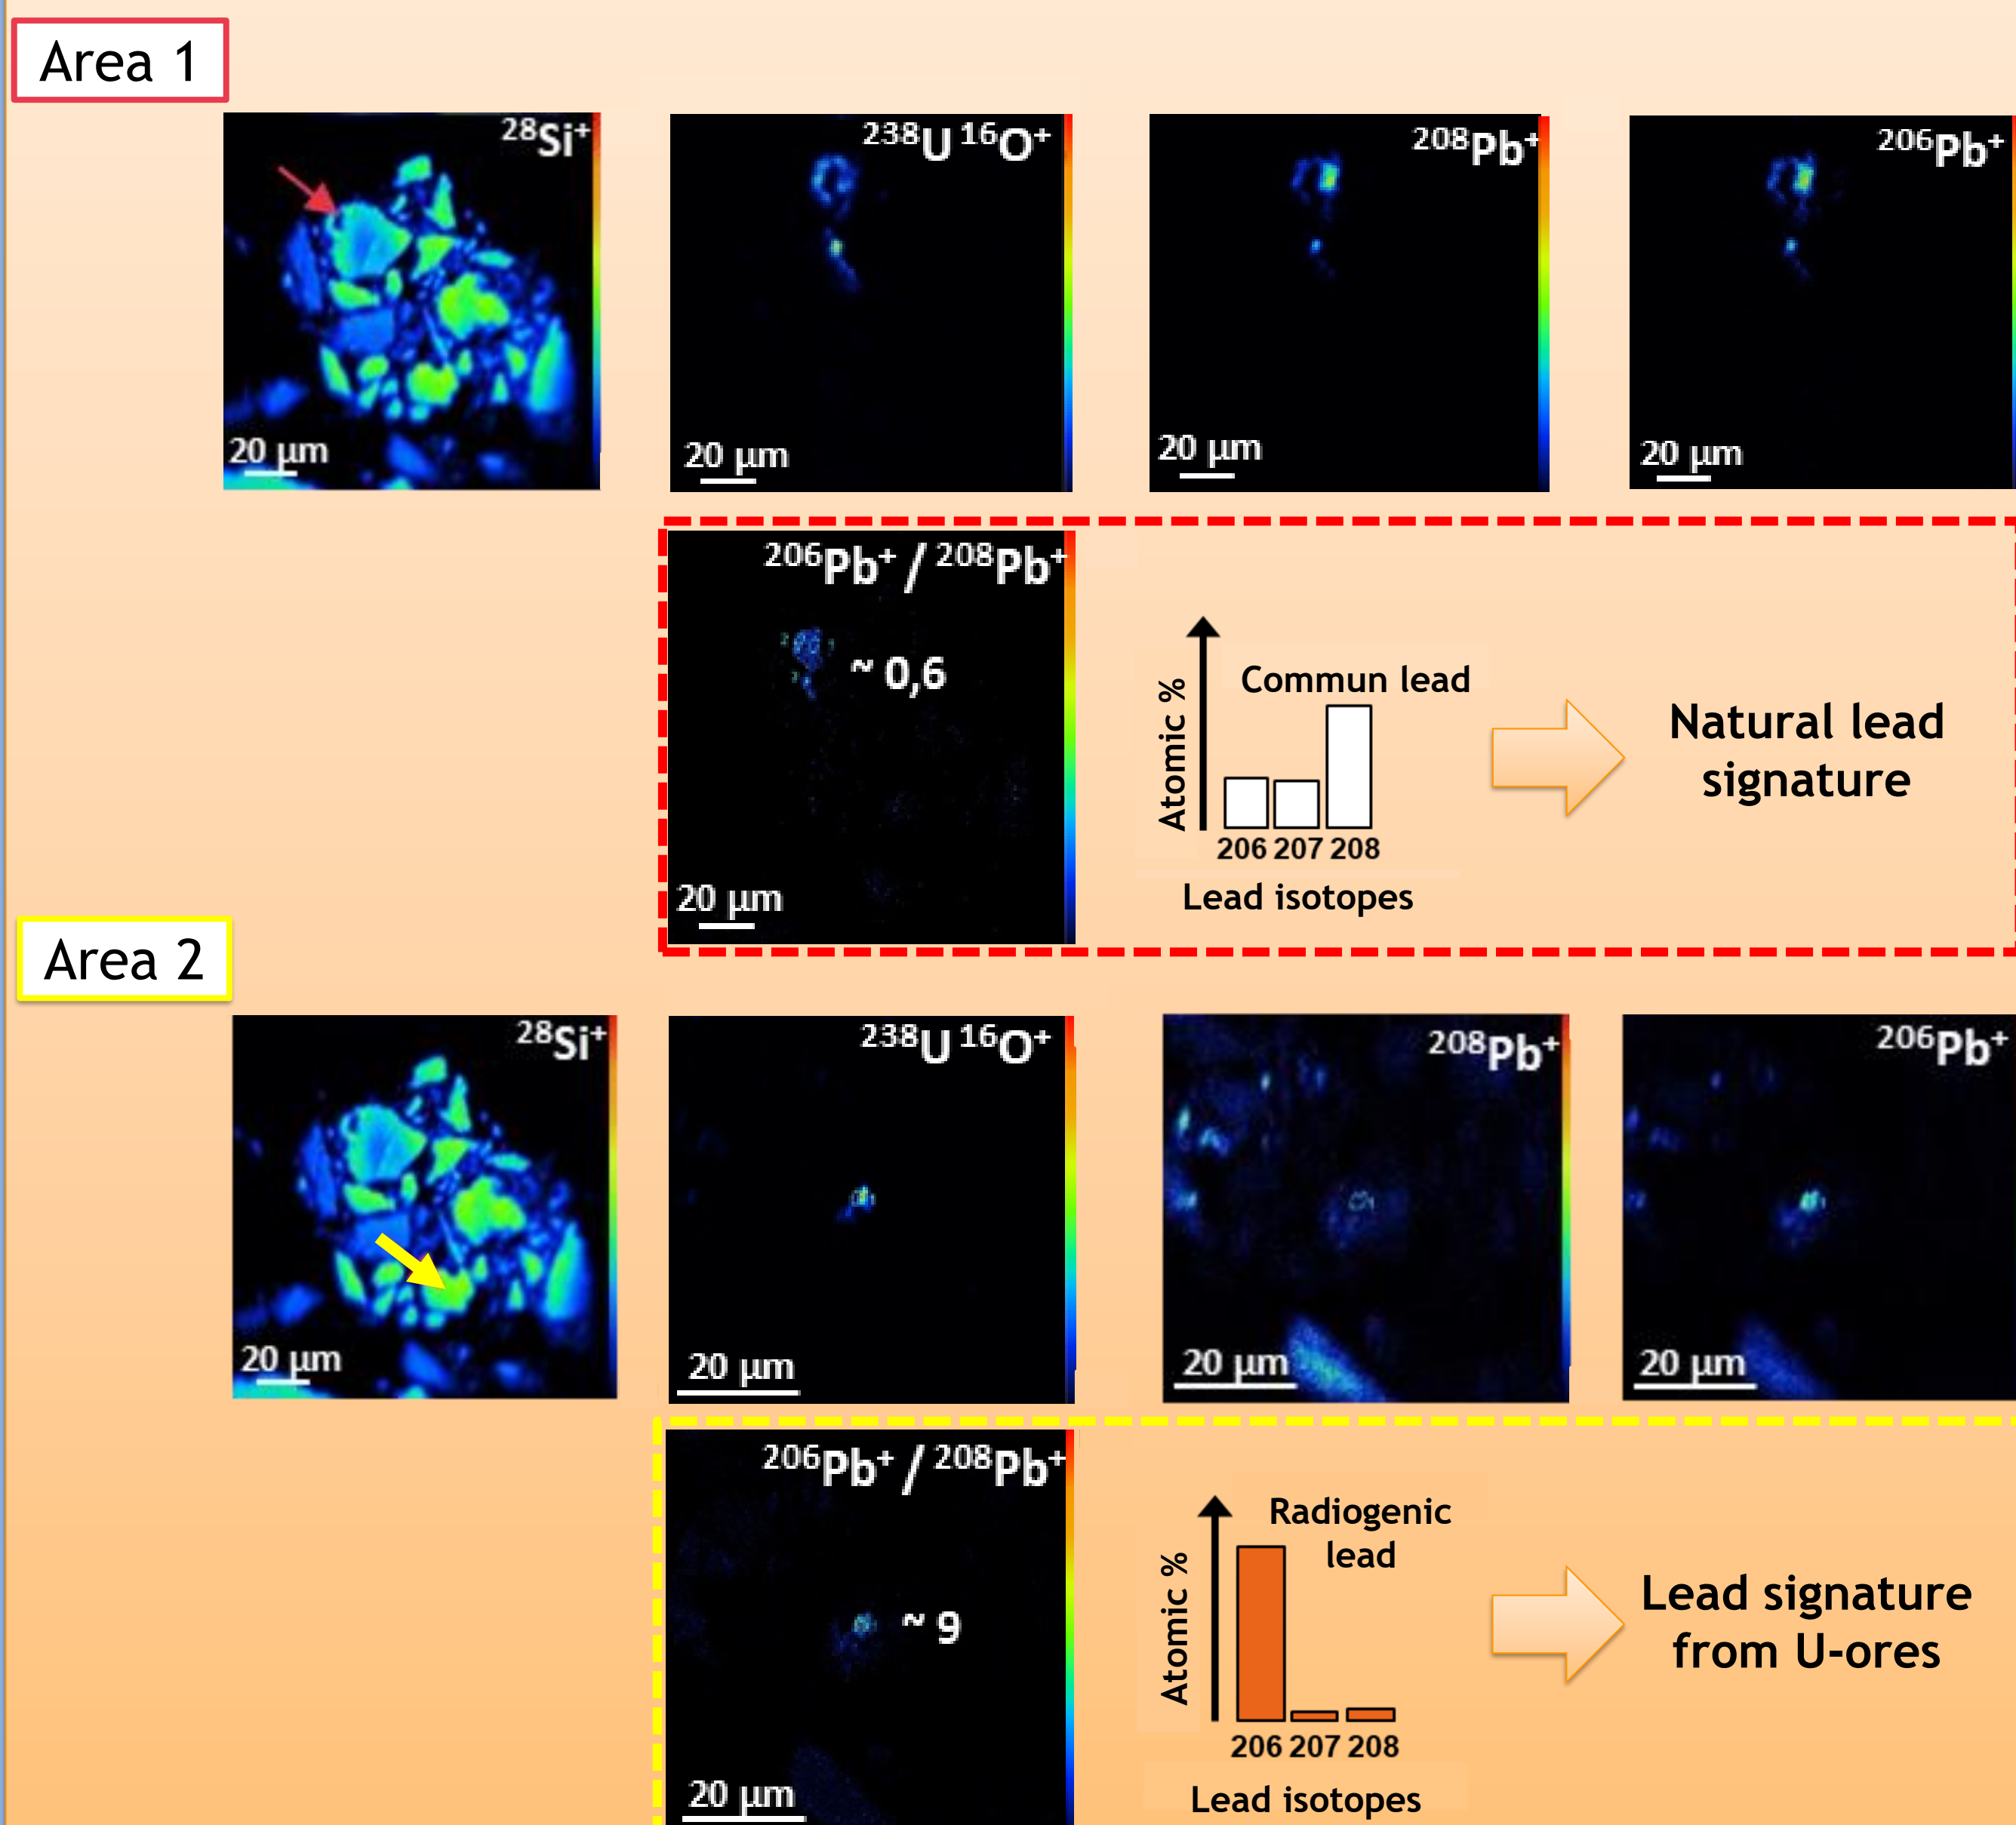 Area 1
²⁸Si⁺
20 µm
²³⁸U ¹⁶O⁺
20 µm
²⁰⁸Pb⁺
20 µm
²⁰⁶Pb⁺
20 µm
²⁰⁶Pb⁺ / ²⁰⁸Pb⁺
~ 0,6
20 µm
Atomic %
Commun lead
206 207 208
Lead isotopes
Natural lead
signature
Area 2
²⁸Si⁺
20 µm
²³⁸U ¹⁶O⁺
20 µm
²⁰⁸Pb⁺
20 µm
²⁰⁶Pb⁺
20 µm
²⁰⁶Pb⁺ / ²⁰⁸Pb⁺
~ 9
20 µm
Atomic %
Radiogenic
lead
206 207 208
Lead isotopes
Lead signature
from U-ores